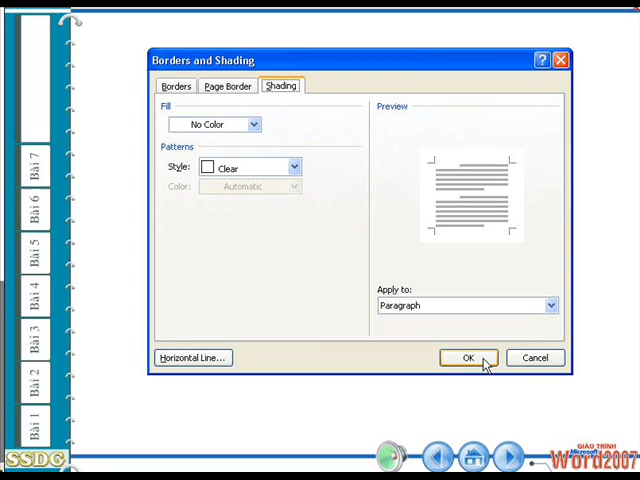 Borders and Shading
Borders
Page Border
Shading
Fill
No Color
Patterns
Style:
Clear
Color:
Automatic
Preview
Apply to:
Paragraph
Horizontal Line...
OK
Cancel
Bài 7
Bài 6
Bài 5
Bài 4
Bài 3
Bài 2
Bài 1
SSDG
GIÁO TRÌNH
Microsoft
Word2007